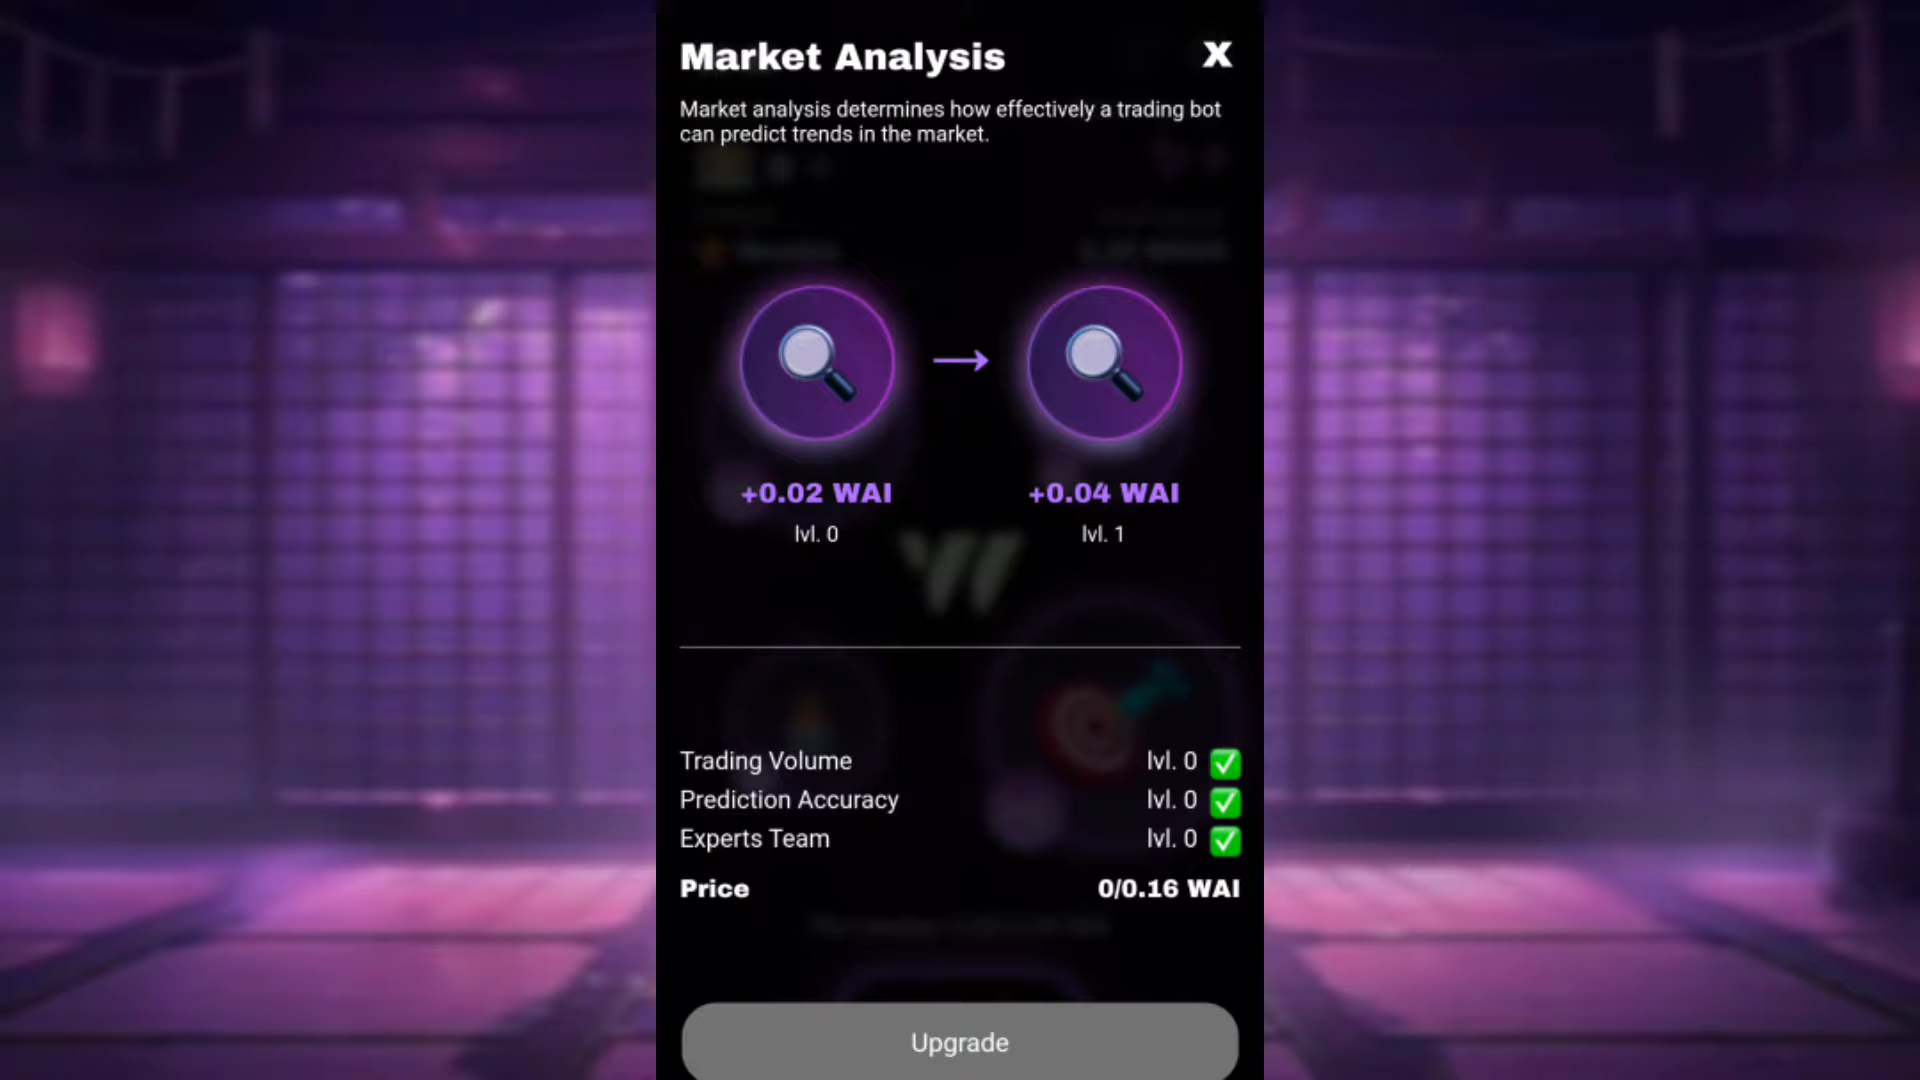 Market Analysis X
Market analysis determines how effectively a trading bot
can predict trends in the market.
+0.02 WAI +0.04 WAI
lvl. 0 lvl. 1
Trading Volume lvl. 0
Prediction Accuracy lvl. 0
Experts Team lvl. 0
Price 0/0.16 WAI
Upgrade